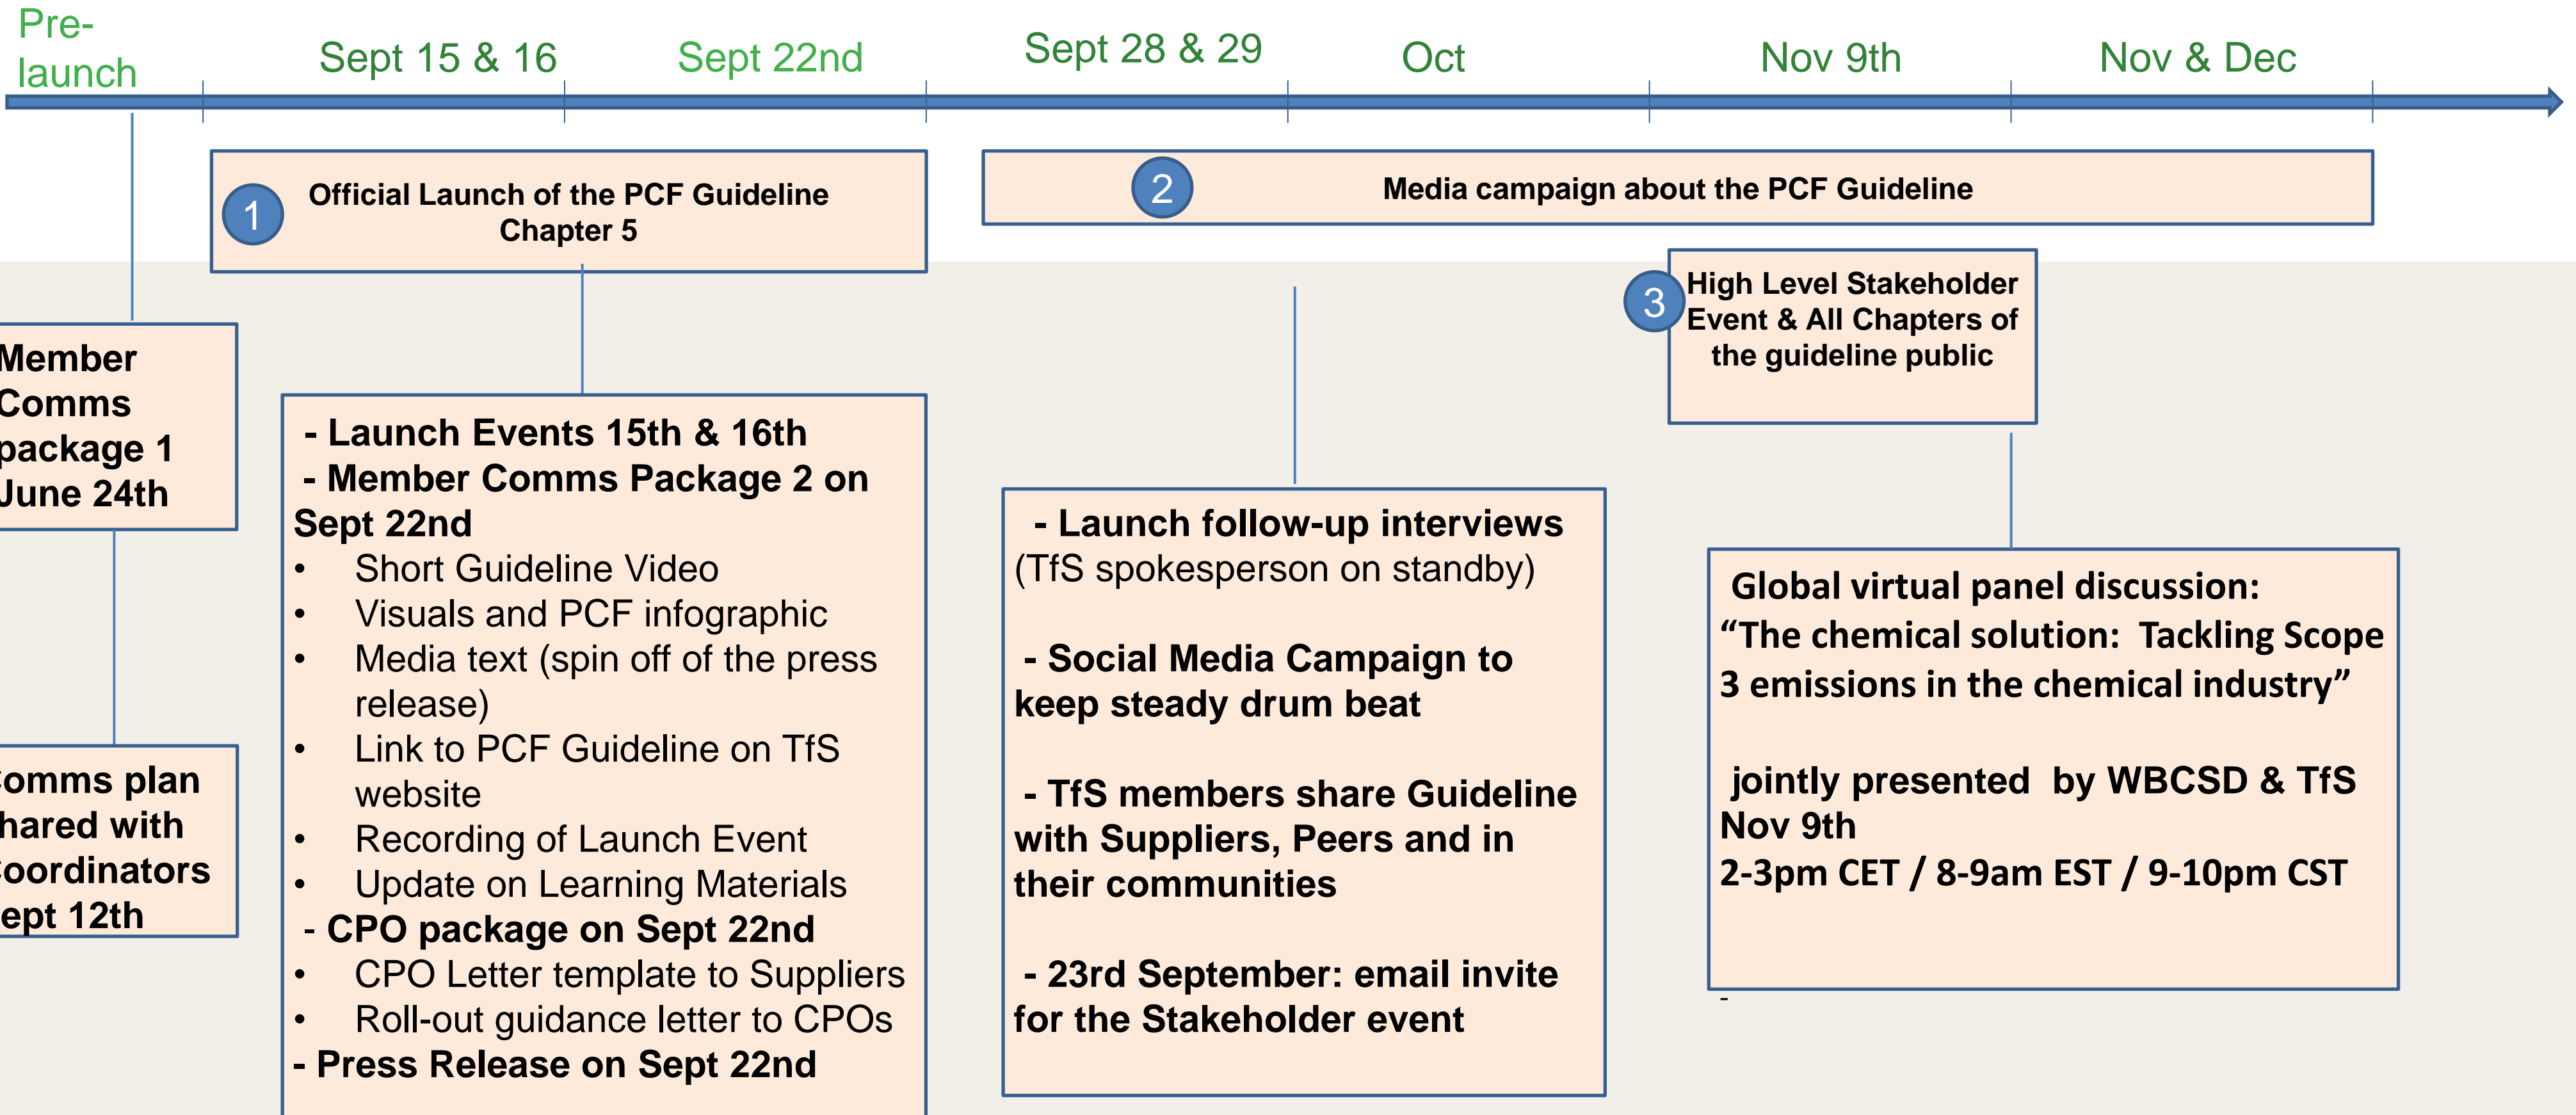 Pre-
launch
Sept 15 & 16
Sept 22nd
Sept 28 & 29
Oct
Nov 9th
Nov & Dec
1
Official Launch of the PCF Guideline
Chapter 5
2
Media campaign about the PCF Guideline
3
High Level Stakeholder
Event & All Chapters of
the guideline public
Member
Comms
package 1
June 24th
omms plan
hared with
oordinators
ept 12th
- Launch Events 15th & 16th
- Member Comms Package 2 on
Sept 22nd
• Short Guideline Video
• Visuals and PCF infographic
• Media text (spin off of the press
release)
• Link to PCF Guideline on TfS
website
• Recording of Launch Event
• Update on Learning Materials
- CPO package on Sept 22nd
• CPO Letter template to Suppliers
• Roll-out guidance letter to CPOs
- Press Release on Sept 22nd
- Launch follow-up interviews
(TfS spokesperson on standby)
- Social Media Campaign to
keep steady drum beat
- TfS members share Guideline
with Suppliers, Peers and in
their communities
- 23rd September: email invite
for the Stakeholder event
Global virtual panel discussion:
“The chemical solution:  Tackling Scope
3 emissions in the chemical industry”
jointly presented  by WBCSD & TfS
Nov 9th
2-3pm CET / 8-9am EST / 9-10pm CST
-